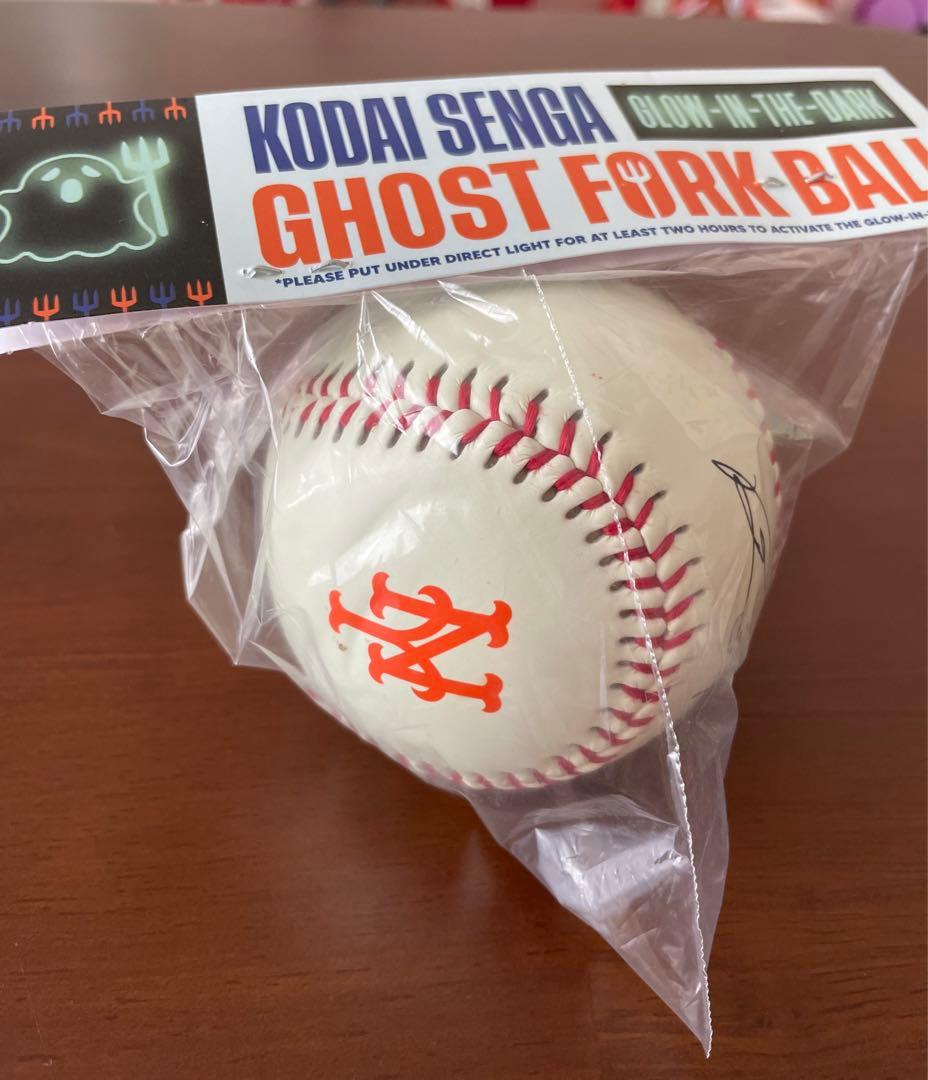 KODAI SENGA
GLOW-IN-THE-DARK
GHOST FORK BALL
*PLEASE PUT UNDER DIRECT LIGHT FOR AT LEAST TWO HOURS TO ACTIVATE THE GLOW-IN-
NY